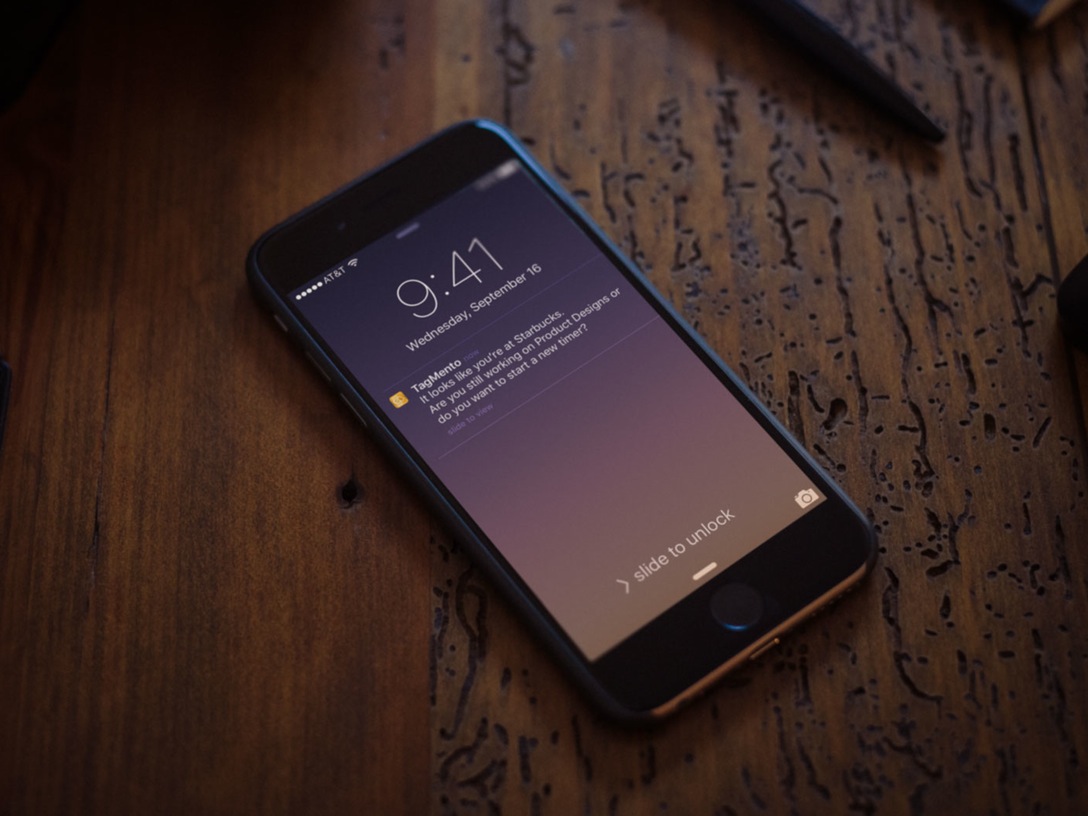 AT&T
9:41
Wednesday, September 16
TagMento now
It looks like you're at Starbucks.
Are you still working on Product Designs or
do you want to start a new timer?
slide to view
> slide to unlock